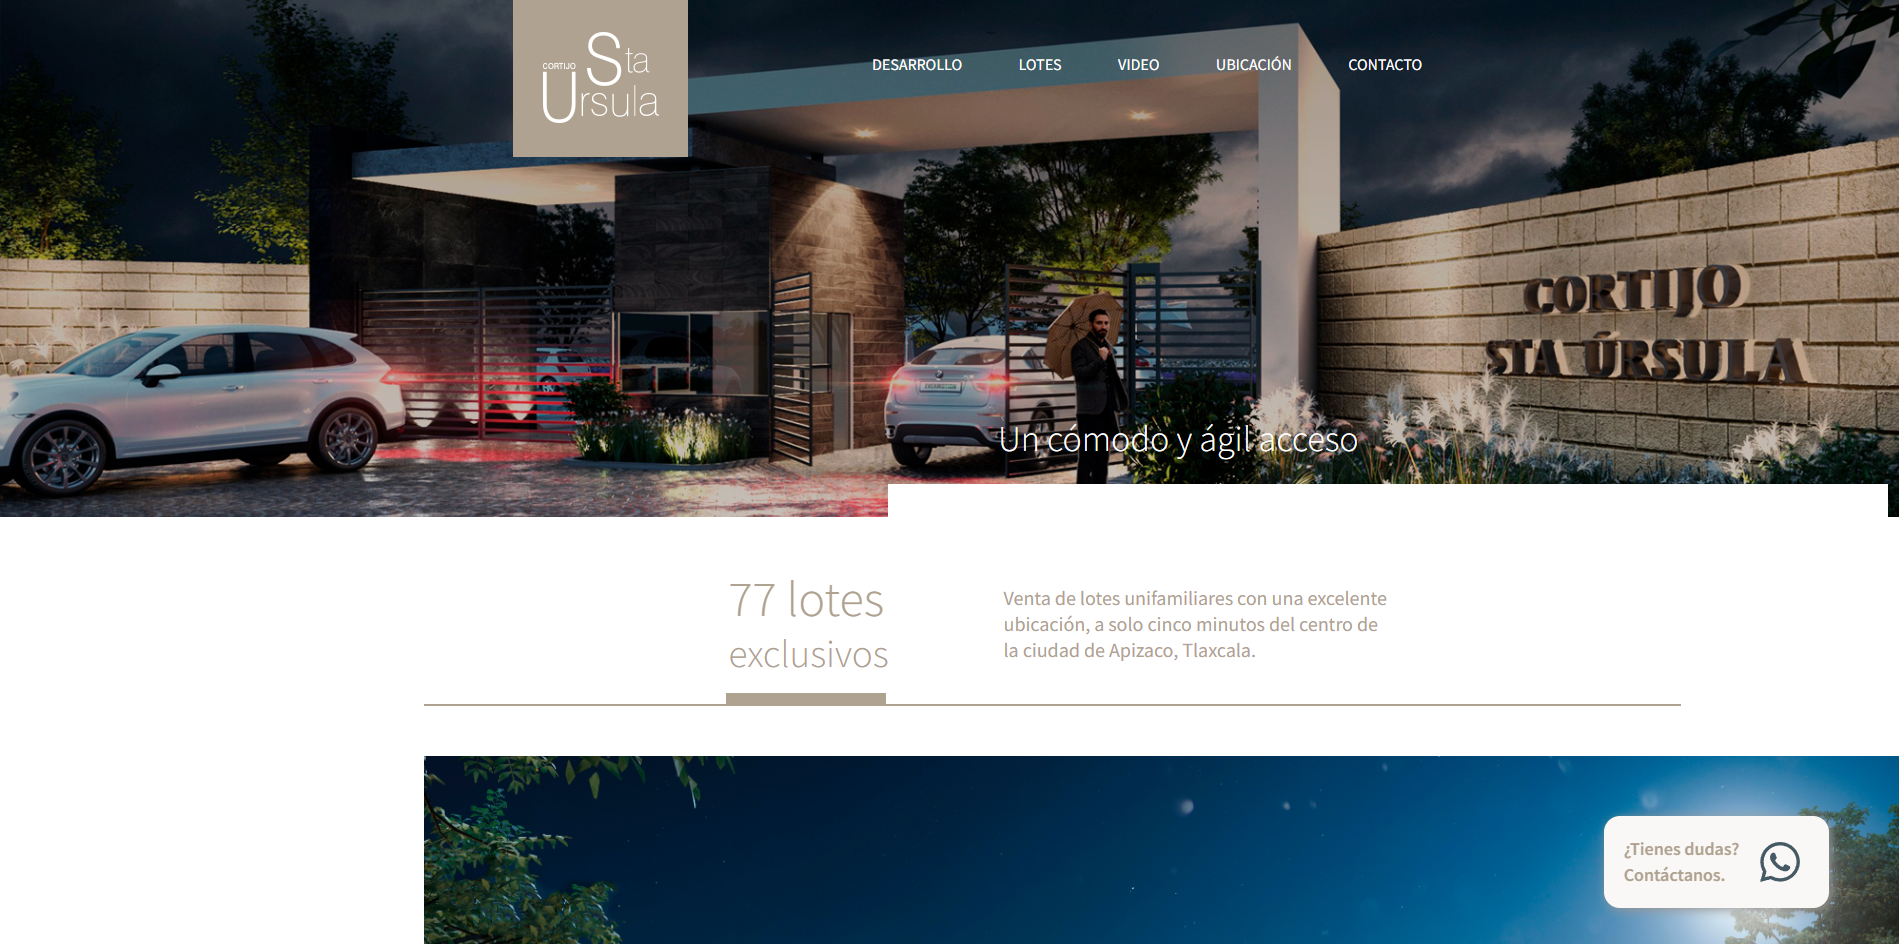 CORTIJO
Sta
Úrsula
DESARROLLO
LOTES
VIDEO
UBICACIÓN
CONTACTO
CORTIJO
STA ÚRSULA
Un cómodo y ágil acceso
77 lotes
exclusivos
Venta de lotes unifamiliares con una excelente
ubicación, a solo cinco minutos del centro de
la ciudad de Apizaco, Tlaxcala.
¿Tienes dudas?
Contáctanos.